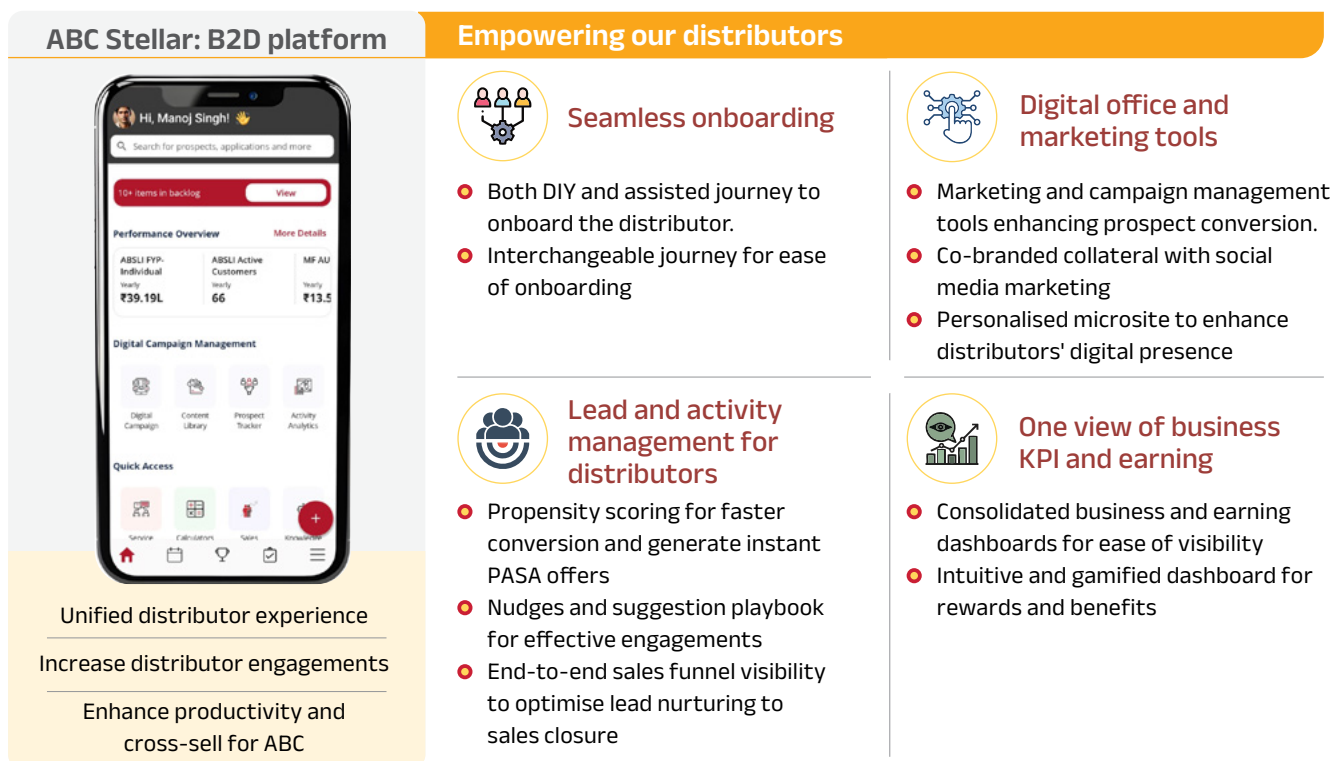 ABC Stellar: B2D platform
Hi, Manoj Singh!
Search for prospects, applications and more
10+ items in backlog
View
Performance Overview
More Details
ABSLI FYP-
Individual
Yearly
₹39.19L
ABSLI Active
Customers
Yearly
66
MF AU
₹13.5
Digital Campaign Management
Digital
Campaign
Content
Library
Prospect
Tracker
Activity
Analytics
Quick Access
Service
Calculators
Sales
Knowledge
Unified distributor experience
Increase distributor engagements
Enhance productivity and
cross-sell for ABC
Empowering our distributors
Seamless onboarding
Both DIY and assisted journey to
onboard the distributor.
Interchangeable journey for ease
of onboarding
Digital office and
marketing tools
Marketing and campaign management
tools enhancing prospect conversion.
Co-branded collateral with social
media marketing
Personalised microsite to enhance
distributors' digital presence
Lead and activity
management for
distributors
Propensity scoring for faster
conversion and generate instant
PASA offers
Nudges and suggestion playbook
for effective engagements
End-to-end sales funnel visibility
to optimise lead nurturing to
sales closure
One view of business
KPI and earning
Consolidated business and earning
dashboards for ease of visibility
Intuitive and gamified dashboard for
rewards and benefits